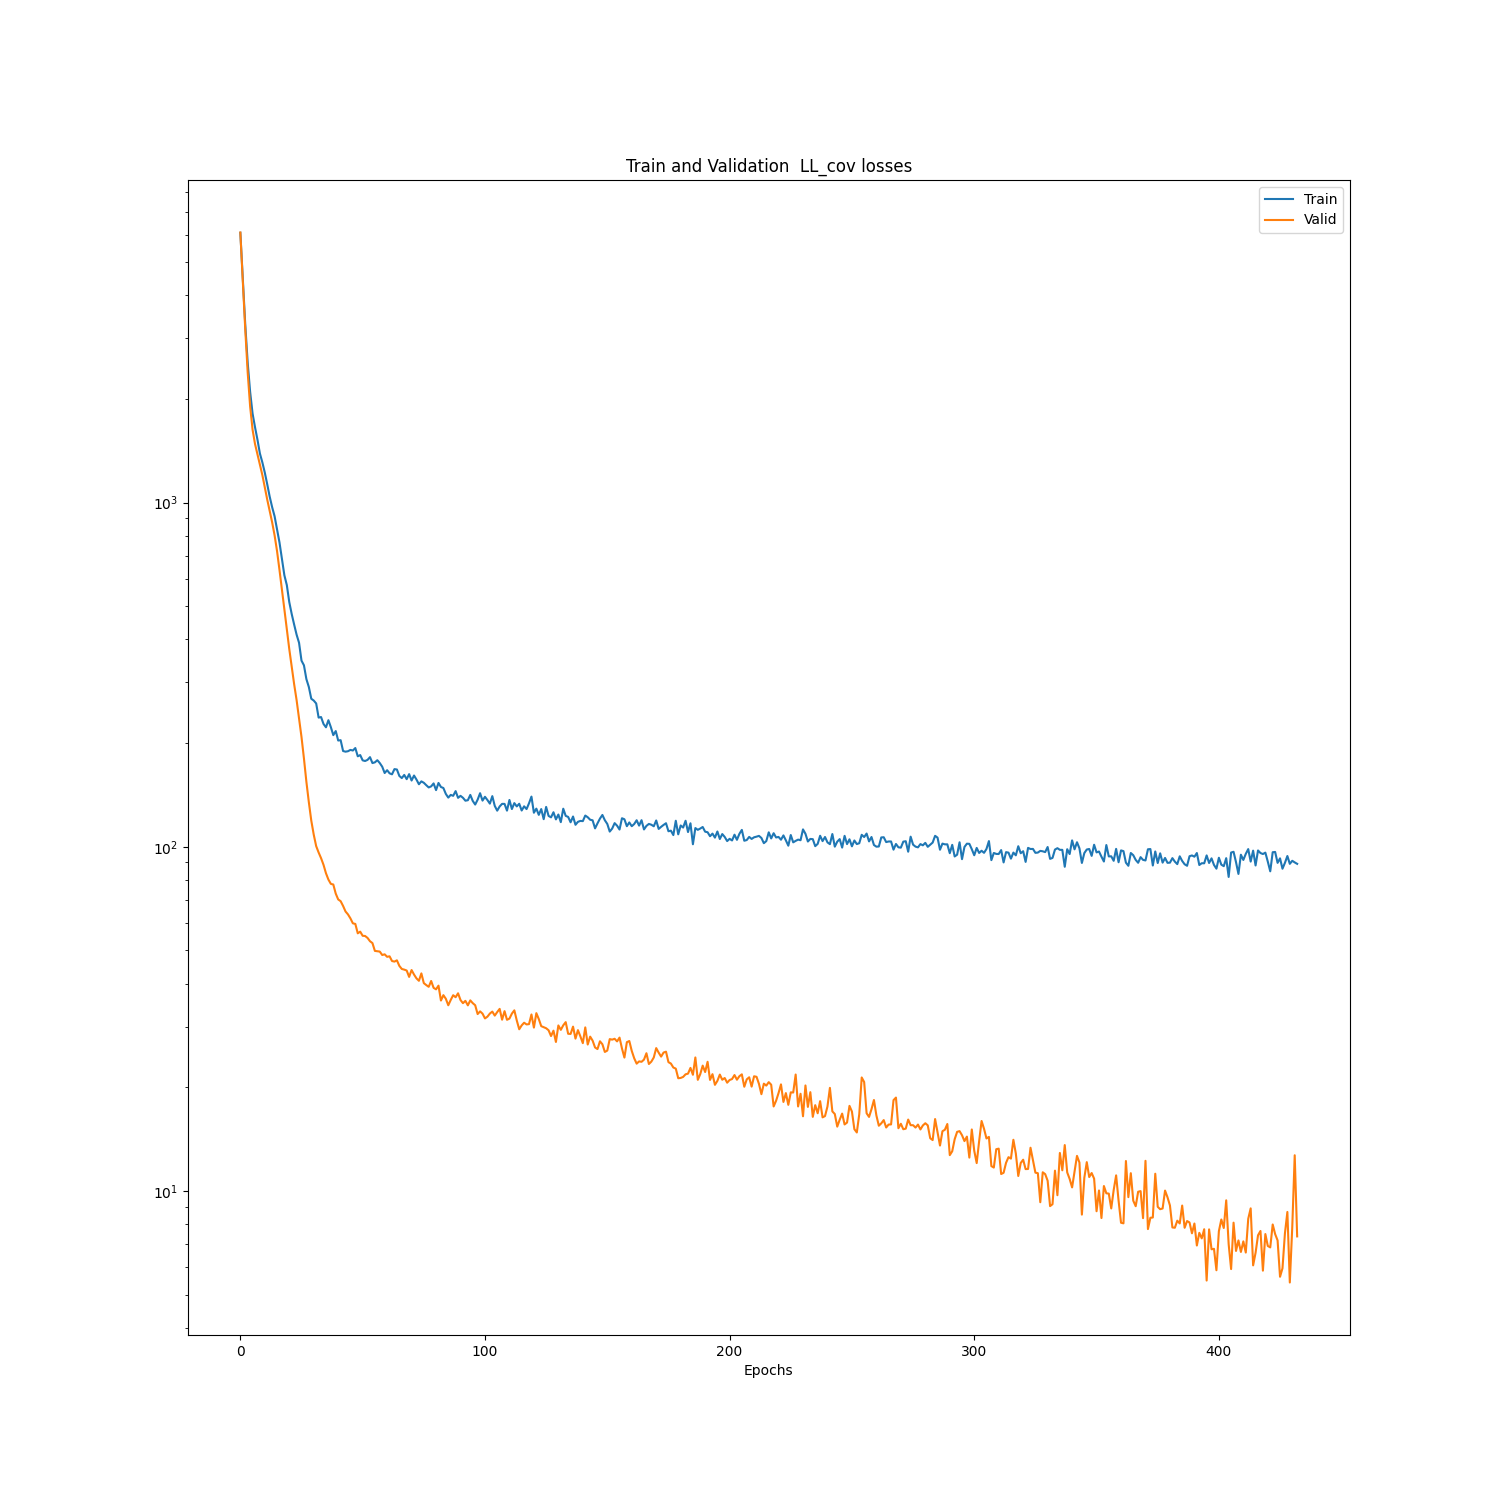 Train and Validation  LL_cov losses
Train
Valid
10³
10²
10¹
0 100 200 300 400
Epochs